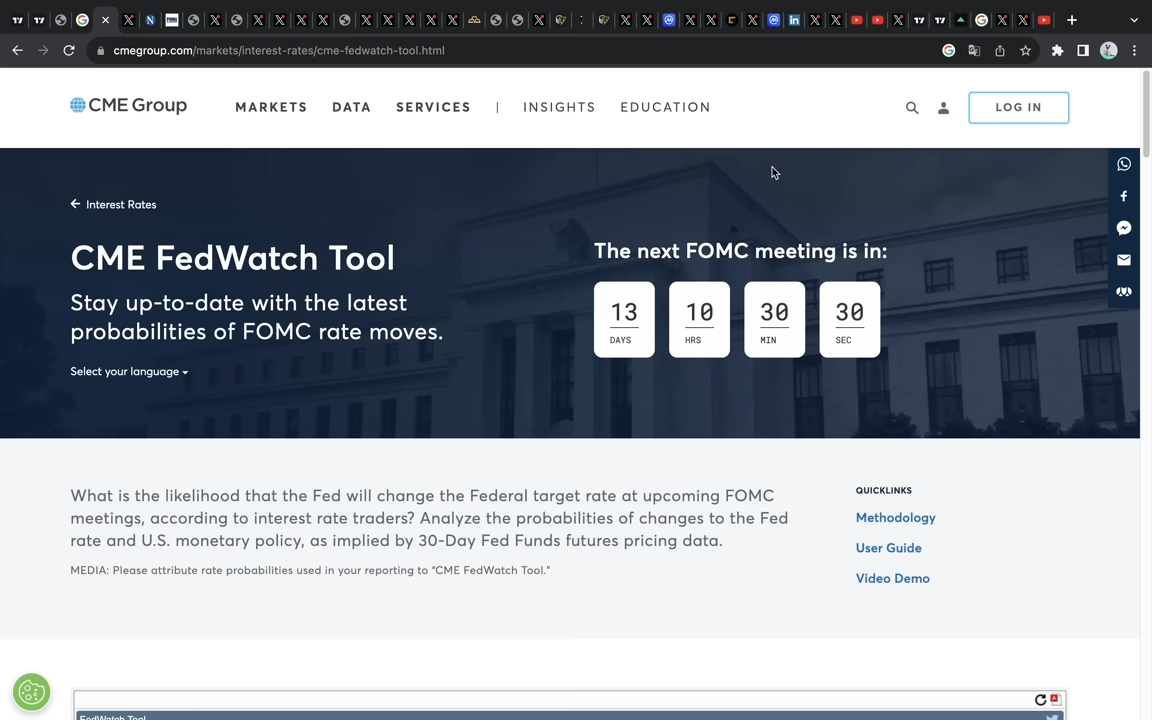 cmegroup.com/markets/interest-rates/cme-fedwatch-tool.html
CME Group
MARKETS DATA SERVICES | INSIGHTS EDUCATION
LOG IN
Interest Rates
CME FedWatch Tool
Stay up-to-date with the latest
probabilities of FOMC rate moves.
Select your language
The next FOMC meeting is in:
13 10 30 30
DAYS HRS MIN SEC
What is the likelihood that the Fed will change the Federal target rate at upcoming FOMC
meetings, according to interest rate traders? Analyze the probabilities of changes to the Fed
rate and U.S. monetary policy, as implied by 30-Day Fed Funds futures pricing data.
MEDIA: Please attribute rate probabilities used in your reporting to “CME FedWatch Tool.”
QUICKLINKS
Methodology
User Guide
Video Demo
FedWatch Tool